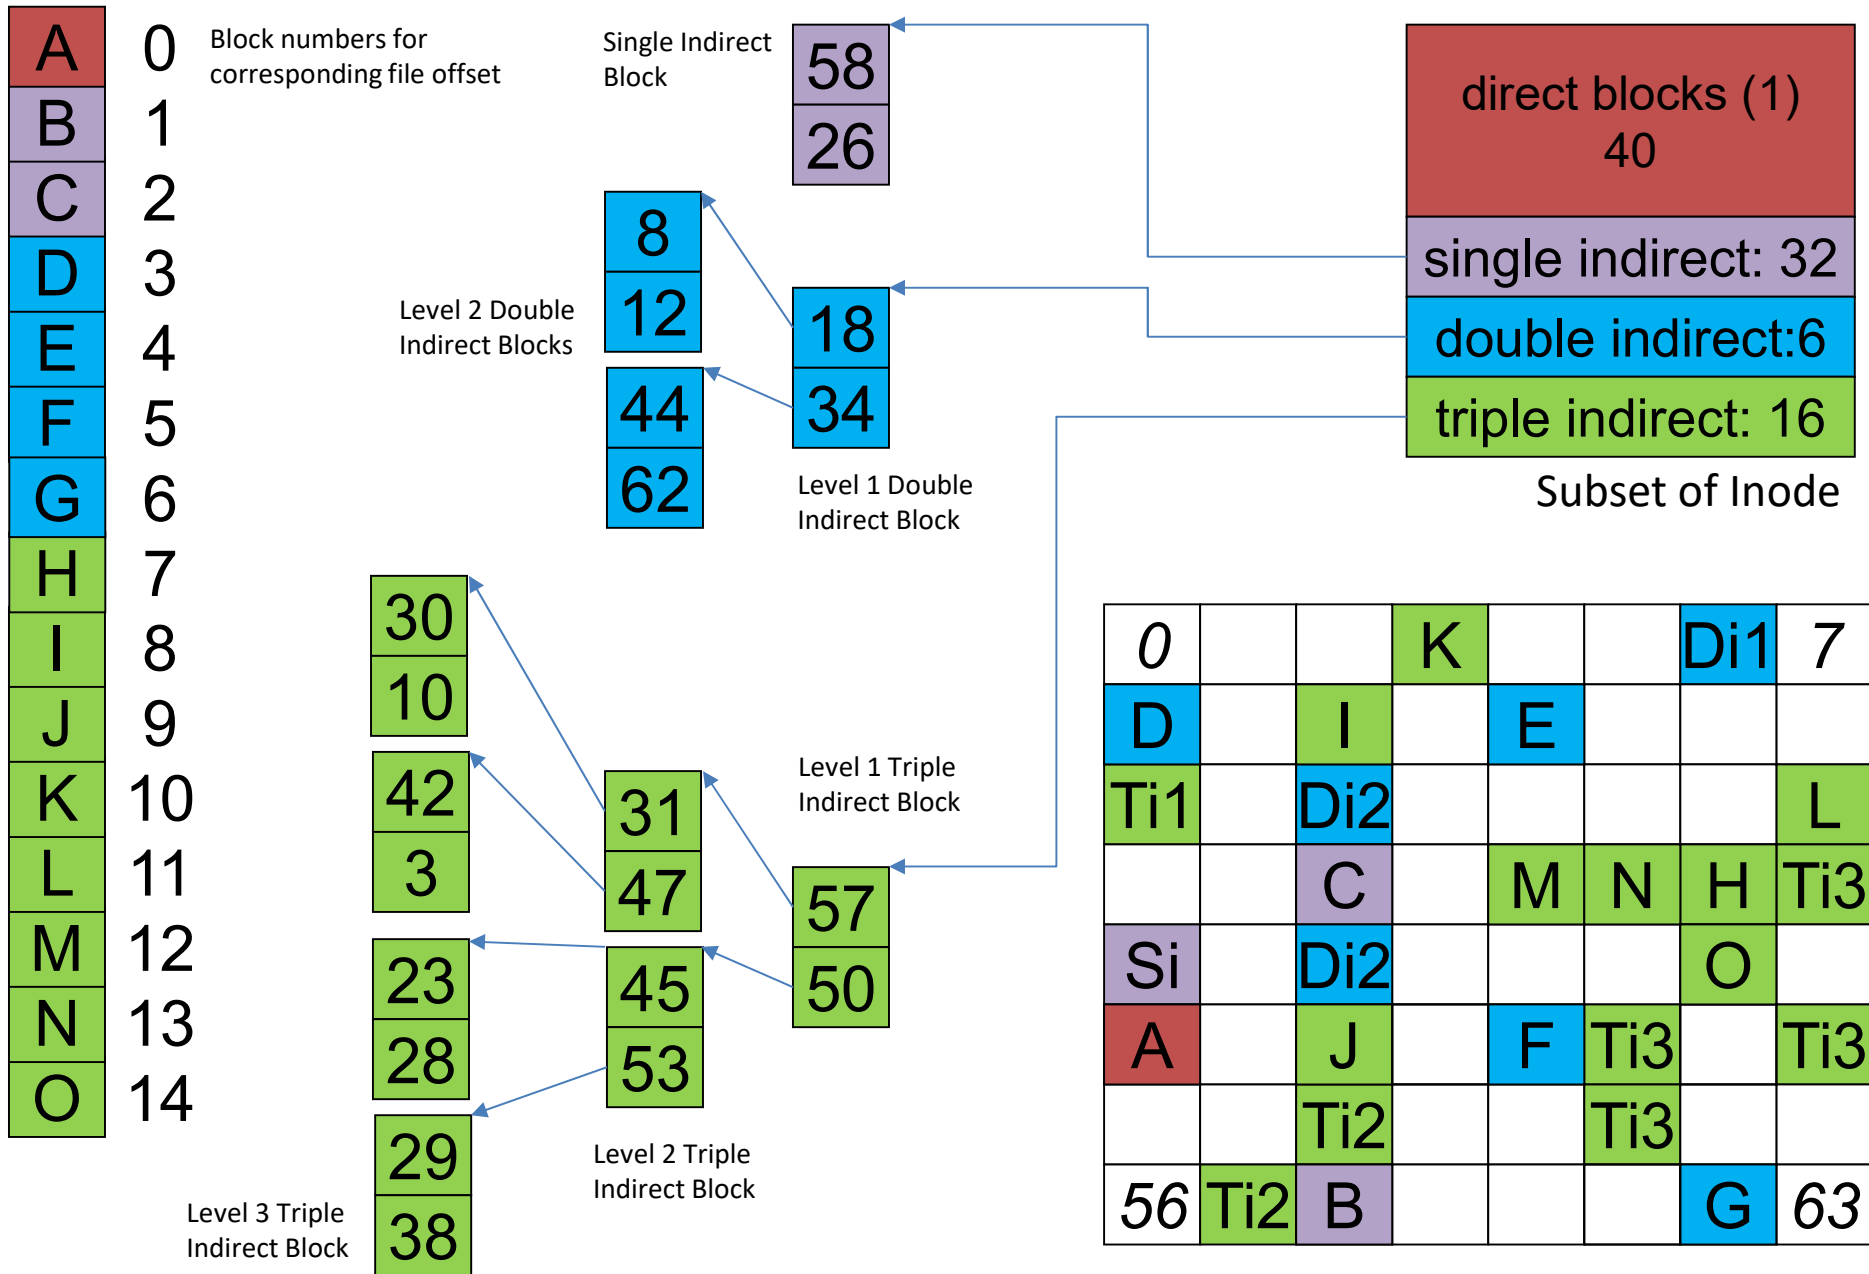 A 0
B 1
C 2
D 3
E 4
F 5
G 6
H 7
I 8
J 9
K 10
L 11
M 12
N 13
O 14
Block numbers for
corresponding file offset
Single Indirect
Block
58
26
8
12
44
62
Level 2 Double
Indirect Blocks
18
34
Level 1 Double
Indirect Block
direct blocks (1)
40
single indirect: 32
double indirect:6
triple indirect: 16
Subset of Inode
30
10
42
3
23
28
29
38
Level 3 Triple
Indirect Block
31
47
45
53
Level 2 Triple
Indirect Block
Level 1 Triple
Indirect Block
57
50
0 K Di1 7
D I E
Ti1 Di2 L
C M N H Ti3
Si Di2 O
A J F Ti3 Ti3
Ti2 Ti3
56 Ti2 B G 63